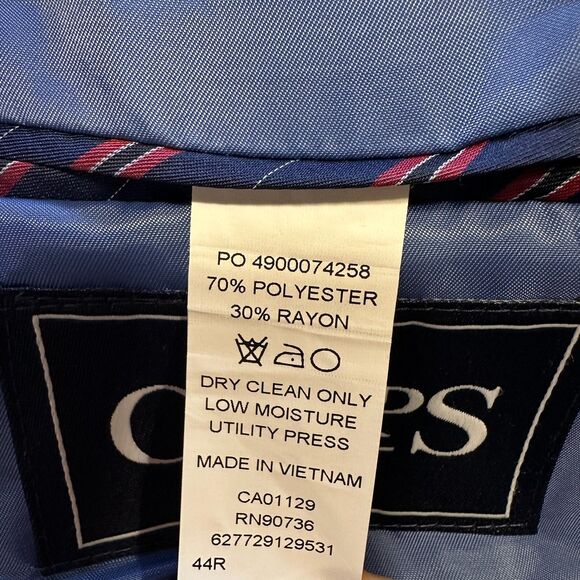 PO 4900074258
70% POLYESTER
30% RAYON
DRY CLEAN ONLY
LOW MOISTURE
UTILITY PRESS
MADE IN VIETNAM
CA01129
RN90736
627729129531
44R